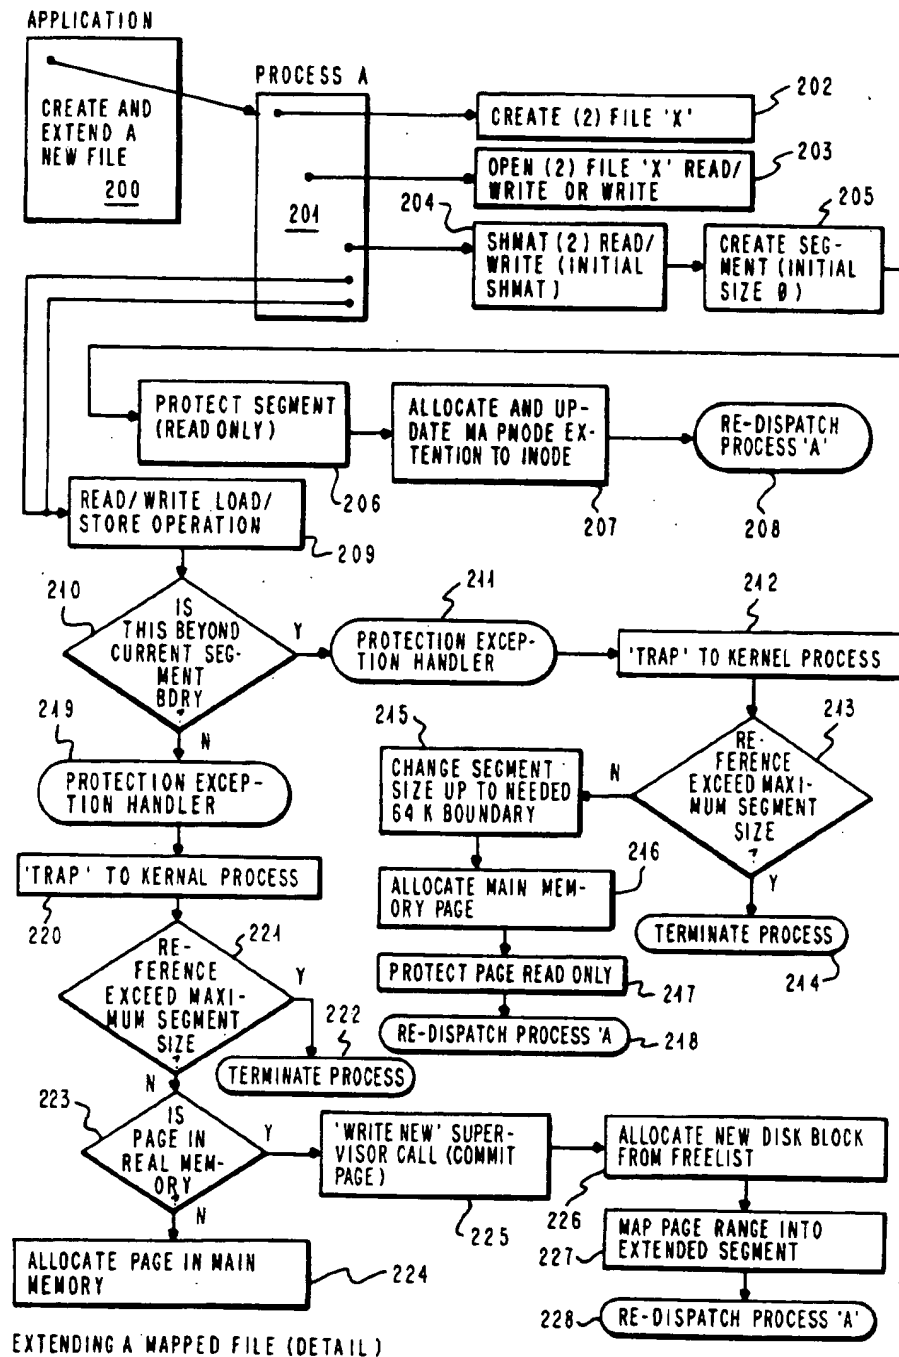 APPLICATION
CREATE AND
EXTEND A
NEW FILE
200
PROCESS A
201
CREATE (2) FILE 'X'
202
OPEN (2) FILE 'X' READ/
WRITE OR WRITE
203
204
SHMAT (2) READ/
WRITE (INITIAL
SHMAT)
205
CREATE SEG-
MENT (INITIAL
SIZE 0)
PROTECT SEGMENT
(READ ONLY)
206
ALLOCATE AND UP-
DATE MAPNODE EX-
TENTION TO INODE
207
RE-DISPATCH
PROCESS 'A'
208
READ/WRITE LOAD/
STORE OPERATION
209
210
IS
THIS BEYOND
CURRENT SEG-
MENT
BDRY
?
Y
N
211
PROTECTION EXCEP-
TION HANDLER
212
'TRAP' TO KERNEL PROCESS
213
RE-
FERENCE
EXCEED MAXI-
MUM SEGMENT
SIZE
?
N
Y
TERMINATE PROCESS
214
215
CHANGE SEGMENT
SIZE UP TO NEEDED
64 K BOUNDARY
216
ALLOCATE MAIN MEM-
ORY PAGE
PROTECT PAGE READ ONLY
217
RE-DISPATCH PROCESS 'A
218
219
PROTECTION EXCEP-
TION HANDLER
'TRAP' TO KERNAL PROCESS
220
221
RE-
FERENCE
EXCEED MAXI-
MUM SEGMENT
SIZE
?
Y
N
222
TERMINATE PROCESS
223
IS
PAGE IN
REAL MEM-
ORY
?
Y
N
ALLOCATE PAGE IN MAIN
MEMORY
224
'WRITE NEW' SUPER-
VISOR CALL (COMMIT
PAGE)
225
ALLOCATE NEW DISK BLOCK
FROM FREELIST
226
MAP PAGE RANGE INTO
EXTENDED SEGMENT
227
RE-DISPATCH PROCESS 'A'
228
EXTENDING A MAPPED FILE (DETAIL)